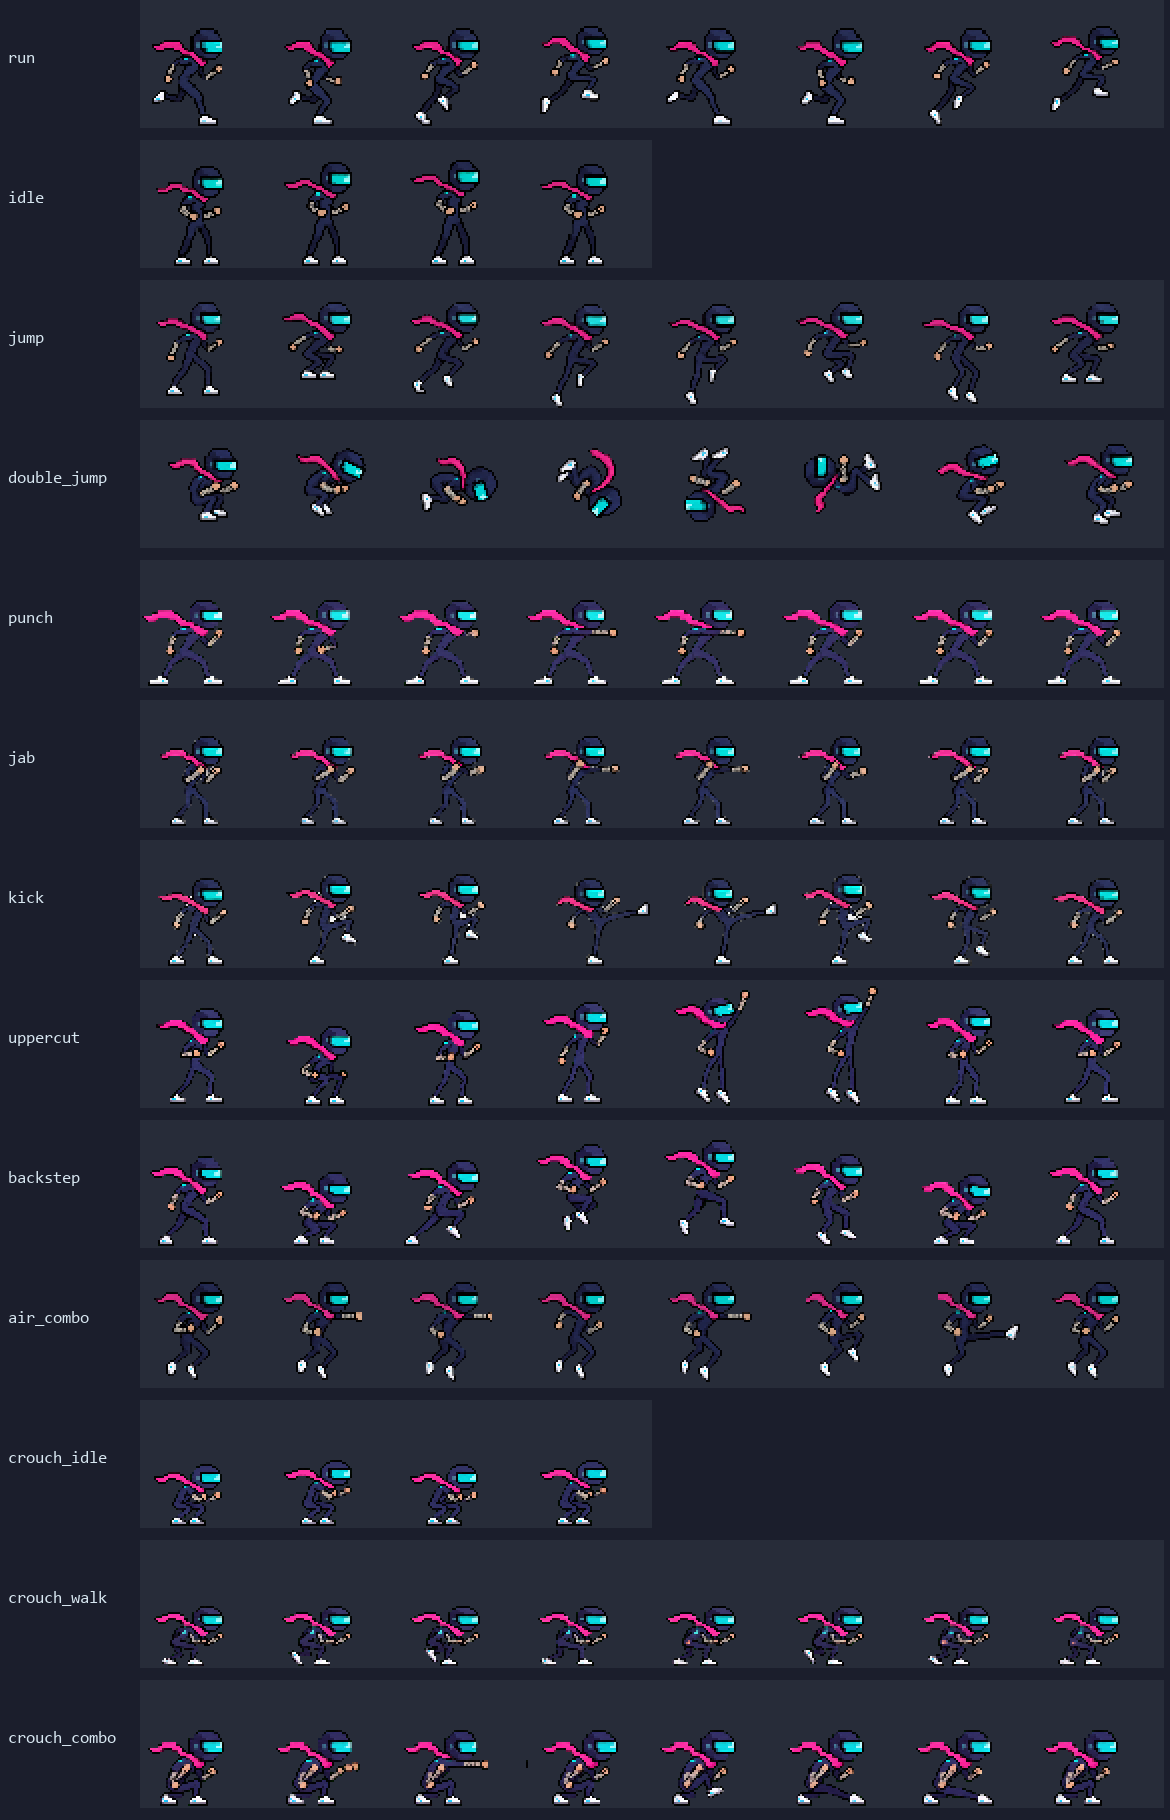 run
idle
jump
double_jump
punch
jab
kick
uppercut
backstep
air_combo
crouch_idle
crouch_walk
crouch_combo